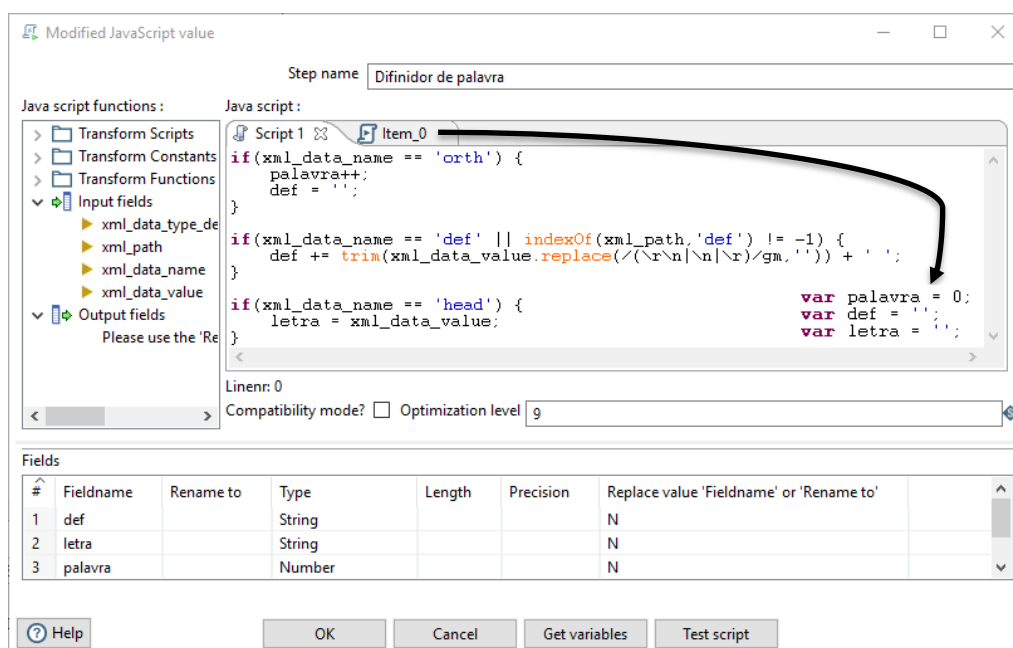 Modified JavaScript value
Step name Difinidor de palavra
Java script functions : Java script :
Transform Scripts
Transform Constants
Transform Functions
Input fields
xml_data_type_de
xml_path
xml_data_name
xml_data_value
Output fields
Please use the 'Re
Script 1 Item_0
if(xml_data_name == 'orth') {
palavra++;
def = '';
}
if(xml_data_name == 'def' || indexOf(xml_path,'def') != -1) {
def += trim(xml_data_value.replace(/(\r\n|\n|\r)/gm,'')) + ' ';
}
if(xml_data_name == 'head') {
letra = xml_data_value;
}
var palavra = 0;
var def = '';
var letra = '';
Linenr: 0
Compatibility mode? Optimization level 9
Fields
# Fieldname Rename to Type Length Precision Replace value 'Fieldname' or 'Rename to'
1 def String N
2 letra String N
3 palavra Number N
Help OK Cancel Get variables Test script